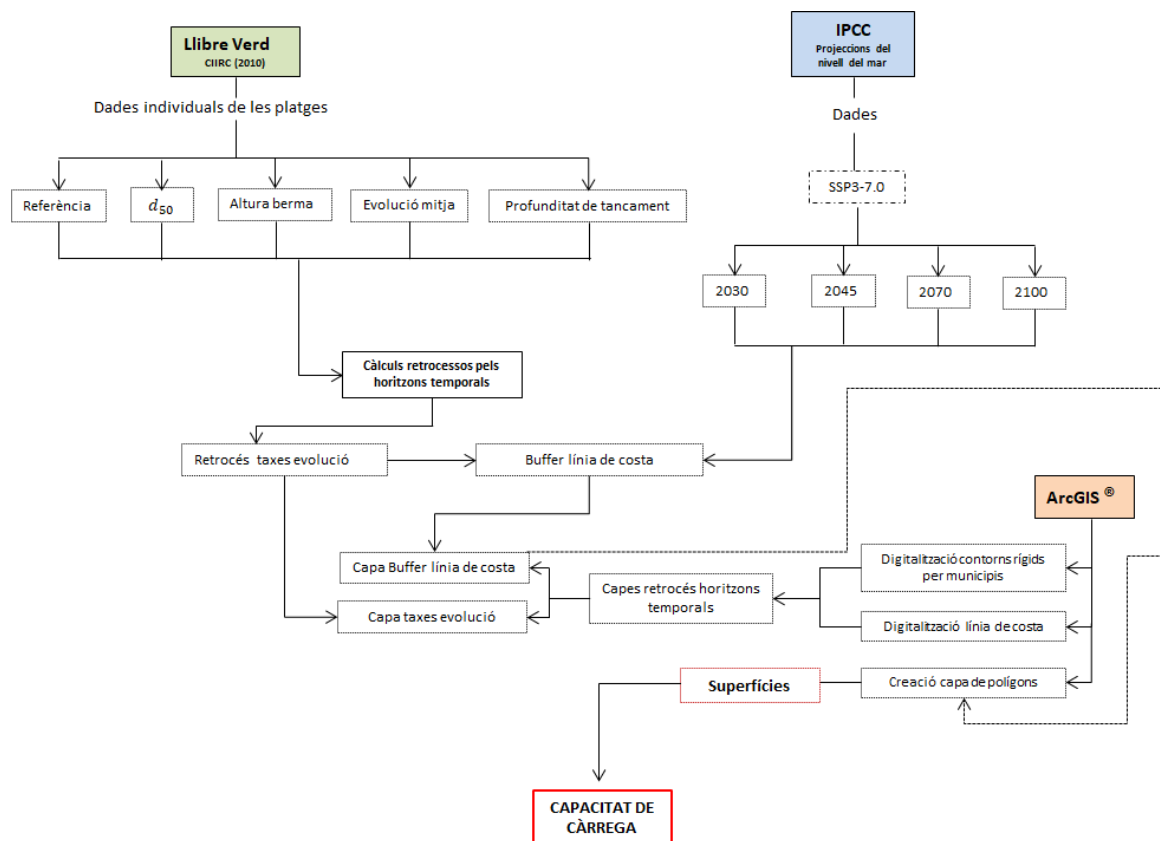 Llibre Verd
CIIRC (2010)
IPCC
Projeccions del
nivell del mar
Dades individuals de les platges
Dades
SSP3-7.0
Referència
d50
Altura berma
Evolució mitja
Profunditat de tancament
2030
2045
2070
2100
Càlculs retrocessos pels
horitzons temporals
Retrocés taxes evolució
Buffer línia de costa
ArcGIS ®
Capa Buffer línia de costa
Capa taxes evolució
Capes retrocés horitzons
temporals
Digitalització contorns rígids
per municipis
Digitalització línia de costa
Superfícies
Creació capa de polígons
CAPACITAT DE
CÀRREGA